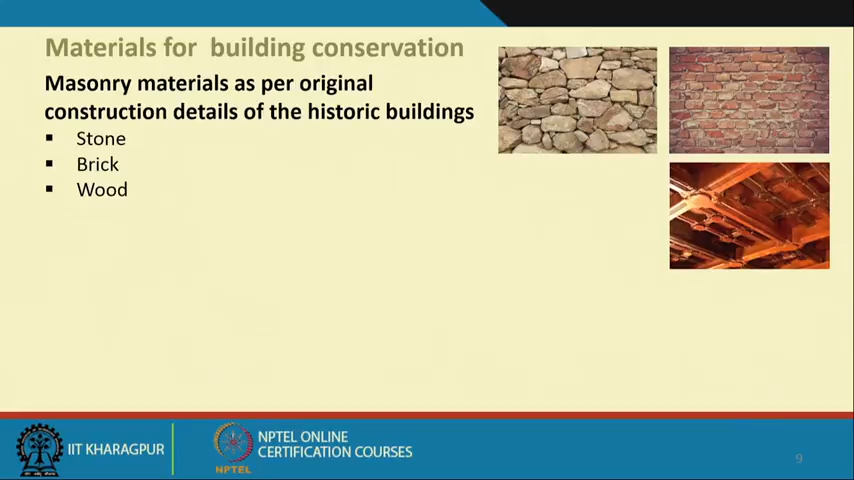 Materials for building conservation
Masonry materials as per original
construction details of the historic buildings
▪ Stone
▪ Brick
▪ Wood
IIT KHARAGPUR
NPTEL
NPTEL ONLINE
CERTIFICATION COURSES
9